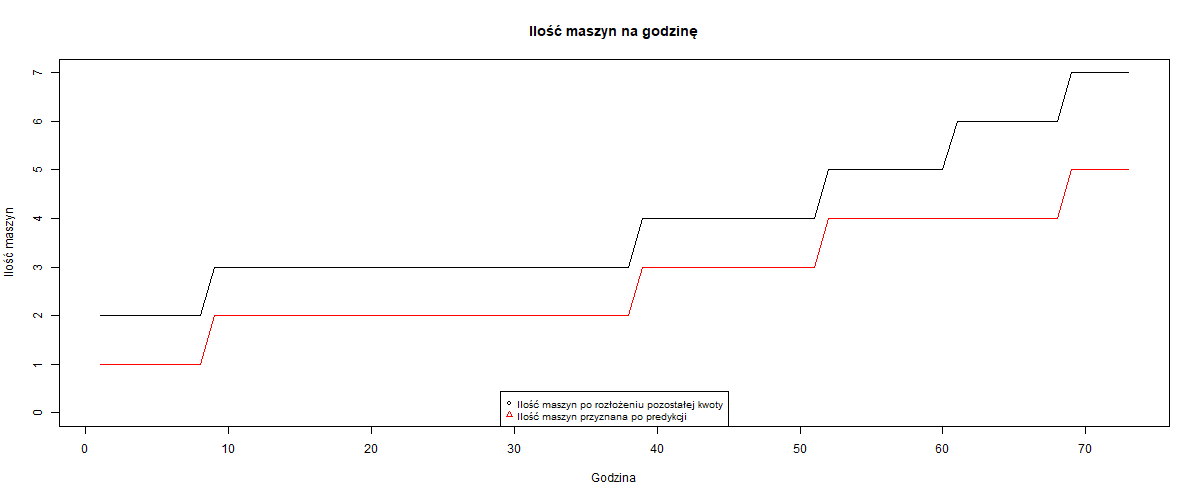 Ilość maszyn na godzinę
Ilość maszyn
7
6
5
4
3
2
1
0
Ilość maszyn po rozłożeniu pozostałej kwoty
Ilość maszyn przyznana po predykcji
0 10 20 30 40 50 60 70
Godzina